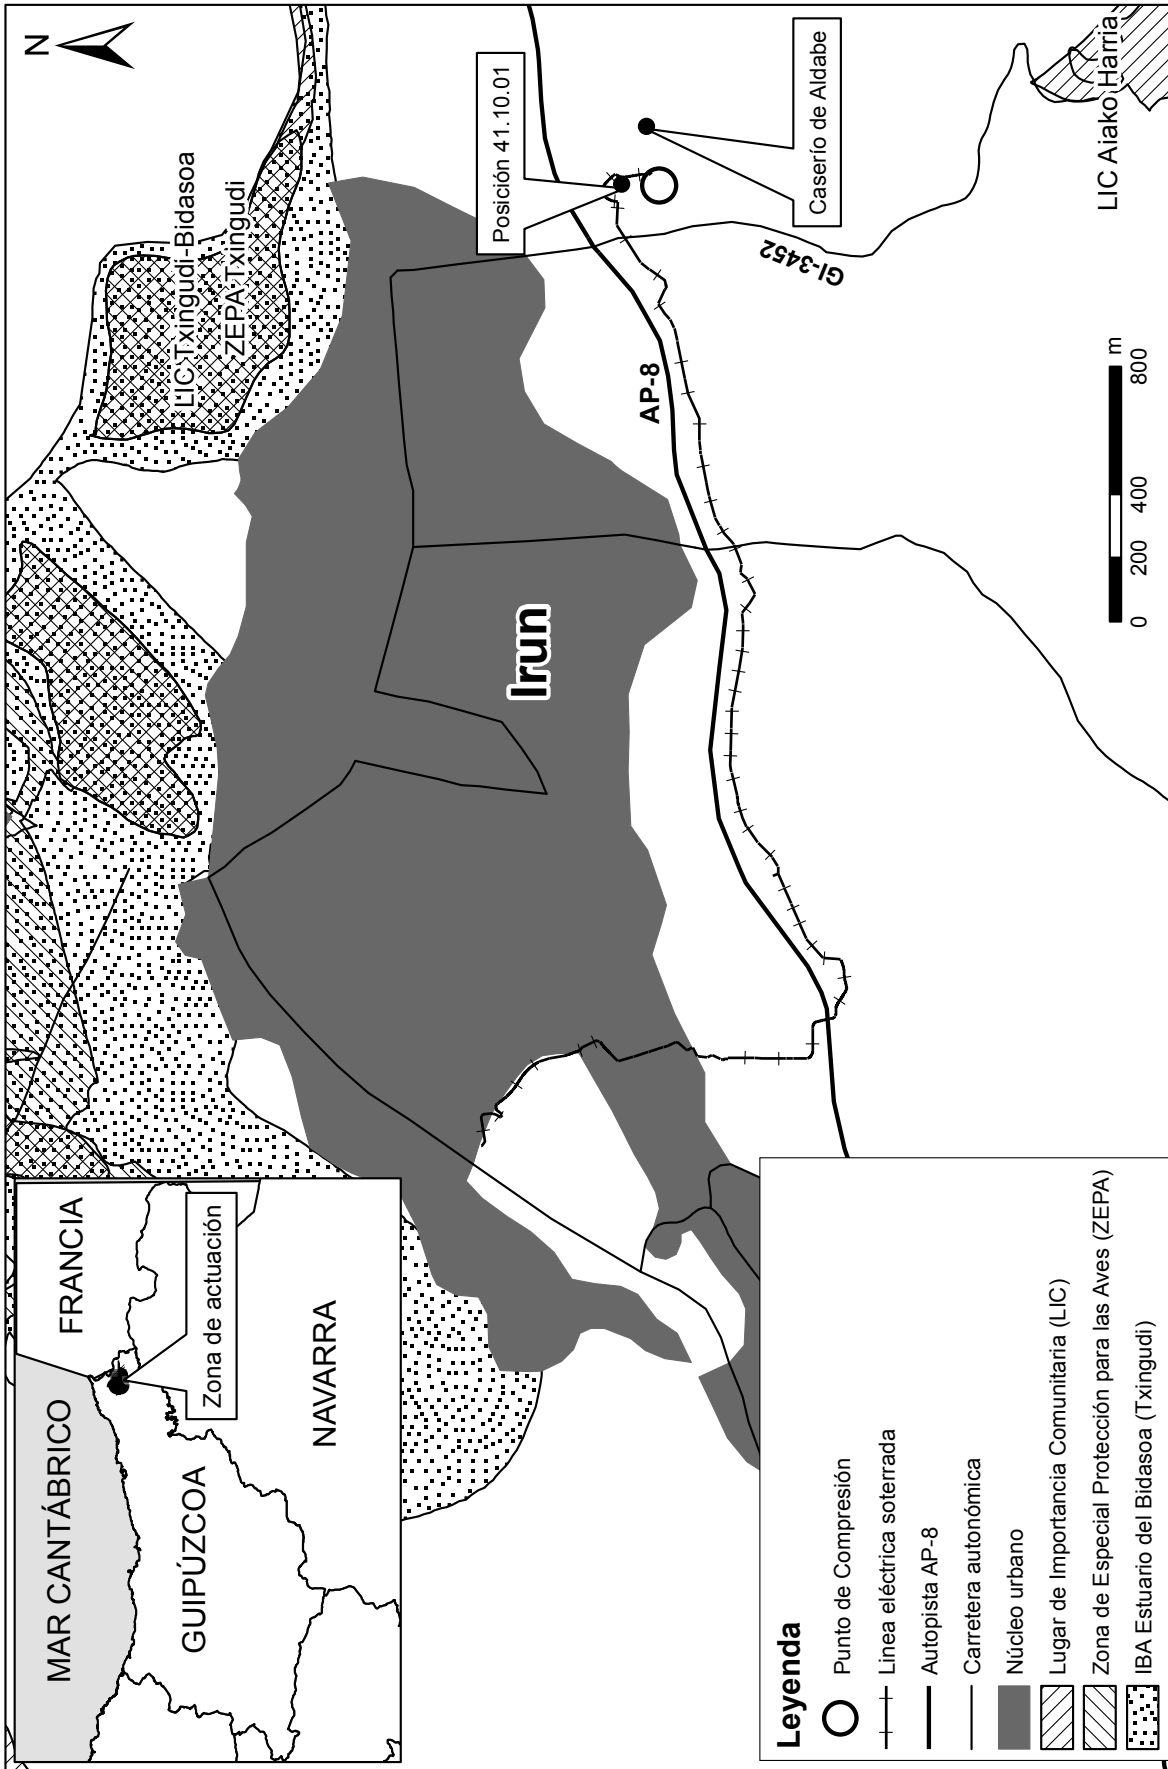 N
MAR CANTÁBRICO
FRANCIA
GUIPÚZCOA
NAVARRA
Zona de actuación
LIC Txingudi-Bidasoa
ZEPA Txingudi
Irun
Posición 41.10.01
AP-8
GI-3452
Caserío de Aldabe
LIC Aiako Harria
0 200 400 800 m
Leyenda
Punto de Compresión
Linea eléctrica soterrada
Autopista AP-8
Carretera autonómica
Núcleo urbano
Lugar de Importancia Comunitaria (LIC)
Zona de Especial Protección para las Aves (ZEPA)
IBA Estuario del Bidasoa (Txingudi)